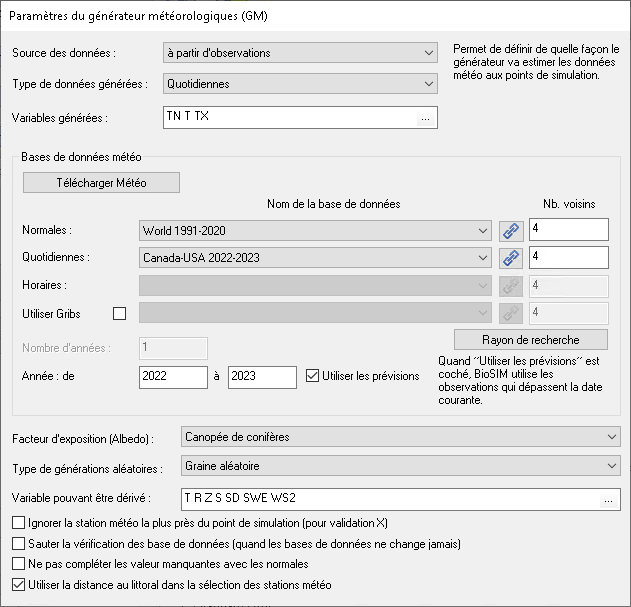 Paramètres du générateur météorologiques (GM)
Source des données :
à partir d'observations
Permet de définir de quelle façon le
générateur va estimer les données
météo aux points de simulation.
Type de données générées :
Quotidiennes
Variables générées :
TN T TX
...
Bases de données météo
Télécharger Météo
Nom de la base de données
Nb. voisins
Normales :
World 1991-2020
4
Quotidiennes :
Canada-USA 2022-2023
4
Horaires :
4
Utiliser Gribs
4
Rayon de recherche
Nombre d'années :
1
Quand ''Utiliser les prévisions'' est
coché, BioSIM utilise les
observations qui dépassent la date
courante.
Année : de
2022
à
2023
Utiliser les prévisions
Facteur d'exposition (Albedo) :
Canopée de conifères
Type de générations aléatoires :
Graine aléatoire
Variable pouvant être dérivé :
T R Z S SD SWE WS2
...
Ignorer la station météo la plus près du point de simulation (pour validation X)
Sauter la vérification des base de données (quand les bases de données ne change jamais)
Ne pas compléter les valeur manquantes avec les normales
Utiliser la distance au littoral dans la sélection des stations météo